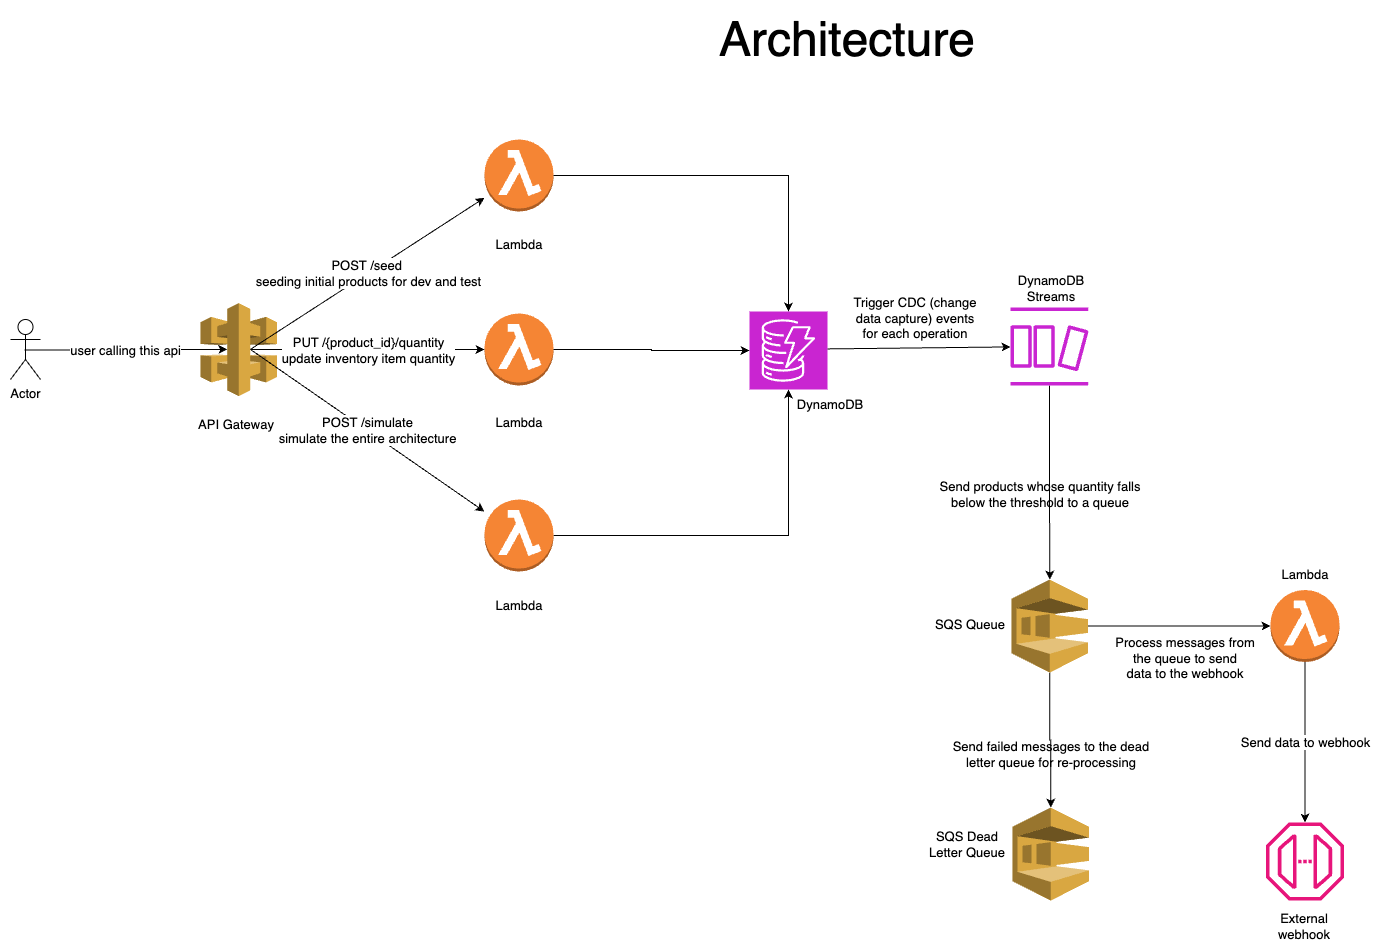 Architecture
Lambda
POST /seed
seeding initial products for dev and test
user calling this api
Actor
API Gateway
PUT /{product_id}/quantity
update inventory item quantity
Lambda
POST /simulate
simulate the entire architecture
Lambda
DynamoDB
Trigger CDC (change
data capture) events
for each operation
DynamoDB
Streams
Send products whose quantity falls
below the threshold to a queue
SQS Queue
Process messages from
the queue to send
data to the webhook
Lambda
Send failed messages to the dead
letter queue for re-processing
Send data to webhook
SQS Dead
Letter Queue
External
webhook